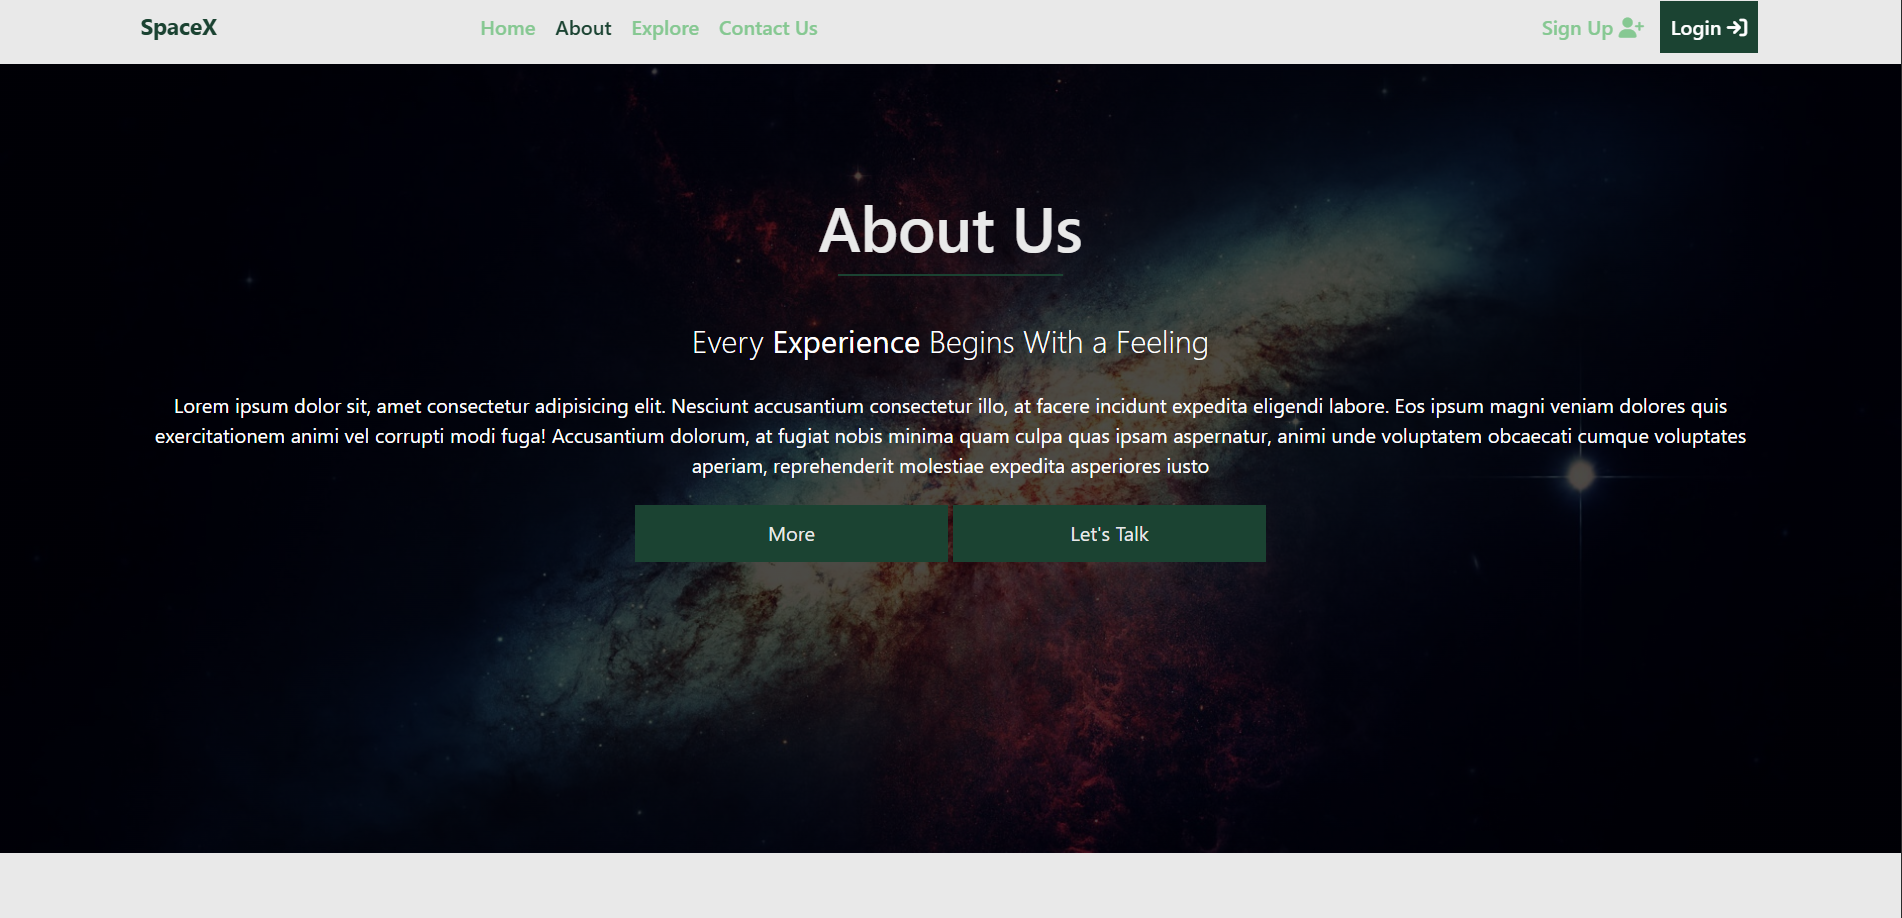 SpaceX
Home About Explore Contact Us
Sign Up
Login
About Us
Every Experience Begins With a Feeling
Lorem ipsum dolor sit, amet consectetur adipisicing elit. Nesciunt accusantium consectetur illo, at facere incidunt expedita eligendi labore. Eos ipsum magni veniam dolores quis
exercitationem animi vel corrupti modi fuga! Accusantium dolorum, at fugiat nobis minima quam culpa quas ipsam aspernatur, animi unde voluptatem obcaecati cumque voluptates
aperiam, reprehenderit molestiae expedita asperiores iusto
More
Let's Talk